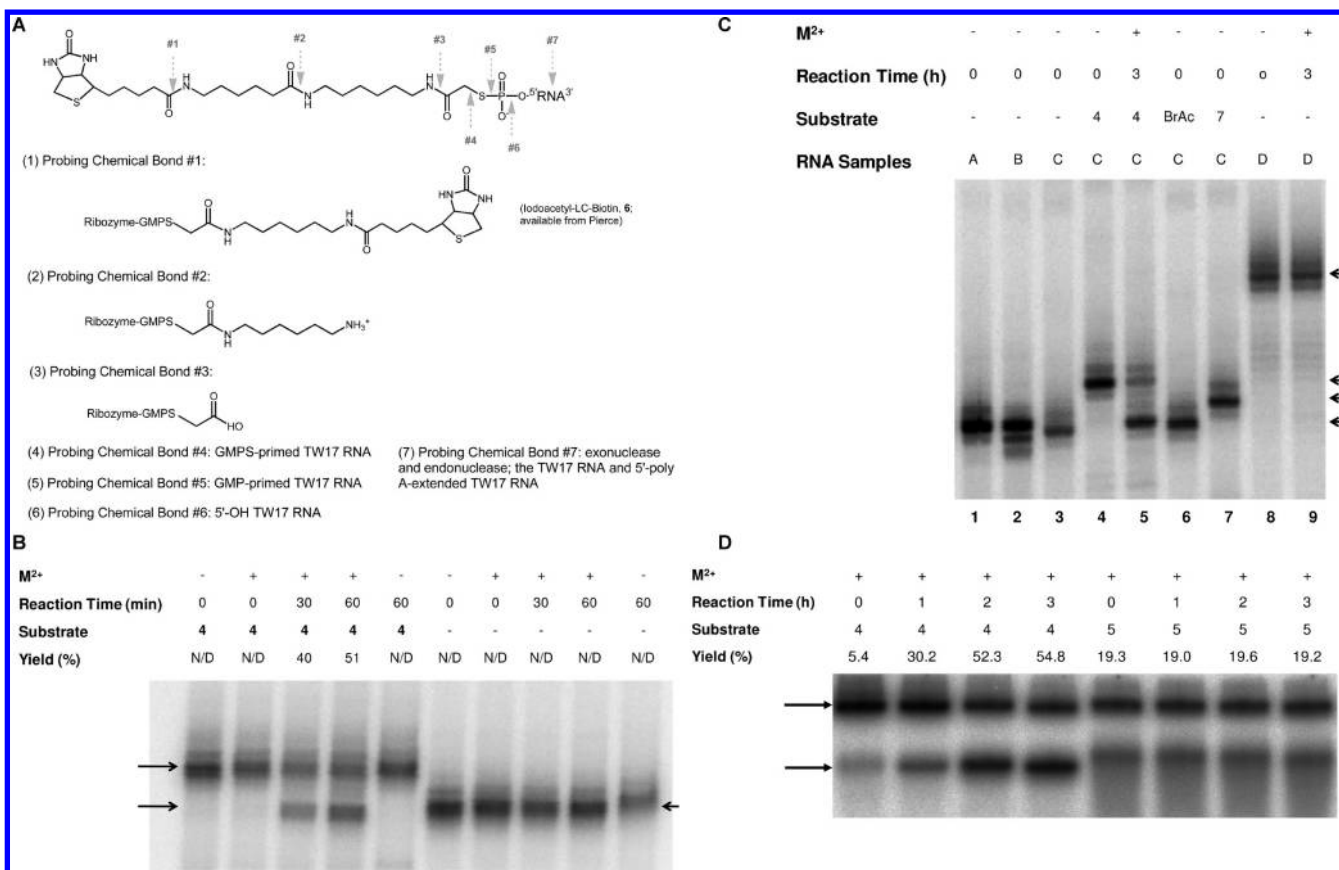 A
#1
#2
#3
#5
#7
O
HN
NH
S
O
H
N
O
N
H
H
N
O
S
P
O
O-
O-
5'RNA3'
#4
#6
(1) Probing Chemical Bond #1:
Ribozyme-GMPS
O
N
H
H
N
O
O
HN
NH
S
(Iodoacetyl-LC-Biotin, 6;
available from Pierce)
(2) Probing Chemical Bond #2:
Ribozyme-GMPS
O
N
H
NH3+
(3) Probing Chemical Bond #3:
Ribozyme-GMPS
O
HO
(4) Probing Chemical Bond #4: GMPS-primed TW17 RNA
(5) Probing Chemical Bond #5: GMP-primed TW17 RNA
(6) Probing Chemical Bond #6: 5'-OH TW17 RNA
(7) Probing Chemical Bond #7: exonuclease
and endonuclease; the TW17 RNA and 5'-poly
A-extended TW17 RNA
B
M2+ - + + + - - + + + -
Reaction Time (min) 0 0 30 60 60 0 0 30 60 60
Substrate 4 4 4 4 4 - - - - -
Yield (%) N/D N/D 40 51 N/D N/D N/D N/D N/D N/D
C
M2+ - - - - + - - - +
Reaction Time (h) 0 0 0 0 3 0 0 o 3
Substrate - - - 4 4 BrAc 7 - -
RNA Samples A B C C C C C D D
1 2 3 4 5 6 7 8 9
D
M2+ + + + + + + + +
Reaction Time (h) 0 1 2 3 0 1 2 3
Substrate 4 4 4 4 5 5 5 5
Yield (%) 5.4 30.2 52.3 54.8 19.3 19.0 19.6 19.2